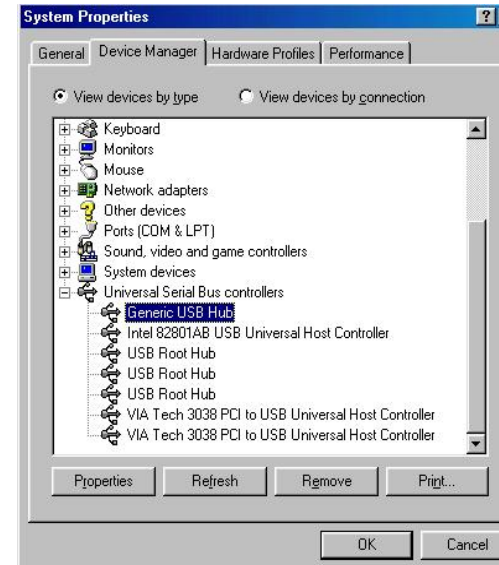 System Properties ?
General Device Manager Hardware Profiles Performance
View devices by type View devices by connection
Keyboard
Monitors
Mouse
Network adapters
Other devices
Ports (COM & LPT)
Sound, video and game controllers
System devices
Universal Serial Bus controllers
Generic USB Hub
Intel 82801AB USB Universal Host Controller
USB Root Hub
USB Root Hub
USB Root Hub
VIA Tech 3038 PCI to USB Universal Host Controller
VIA Tech 3038 PCI to USB Universal Host Controller
Properties Refresh Remove Print...
OK Cancel